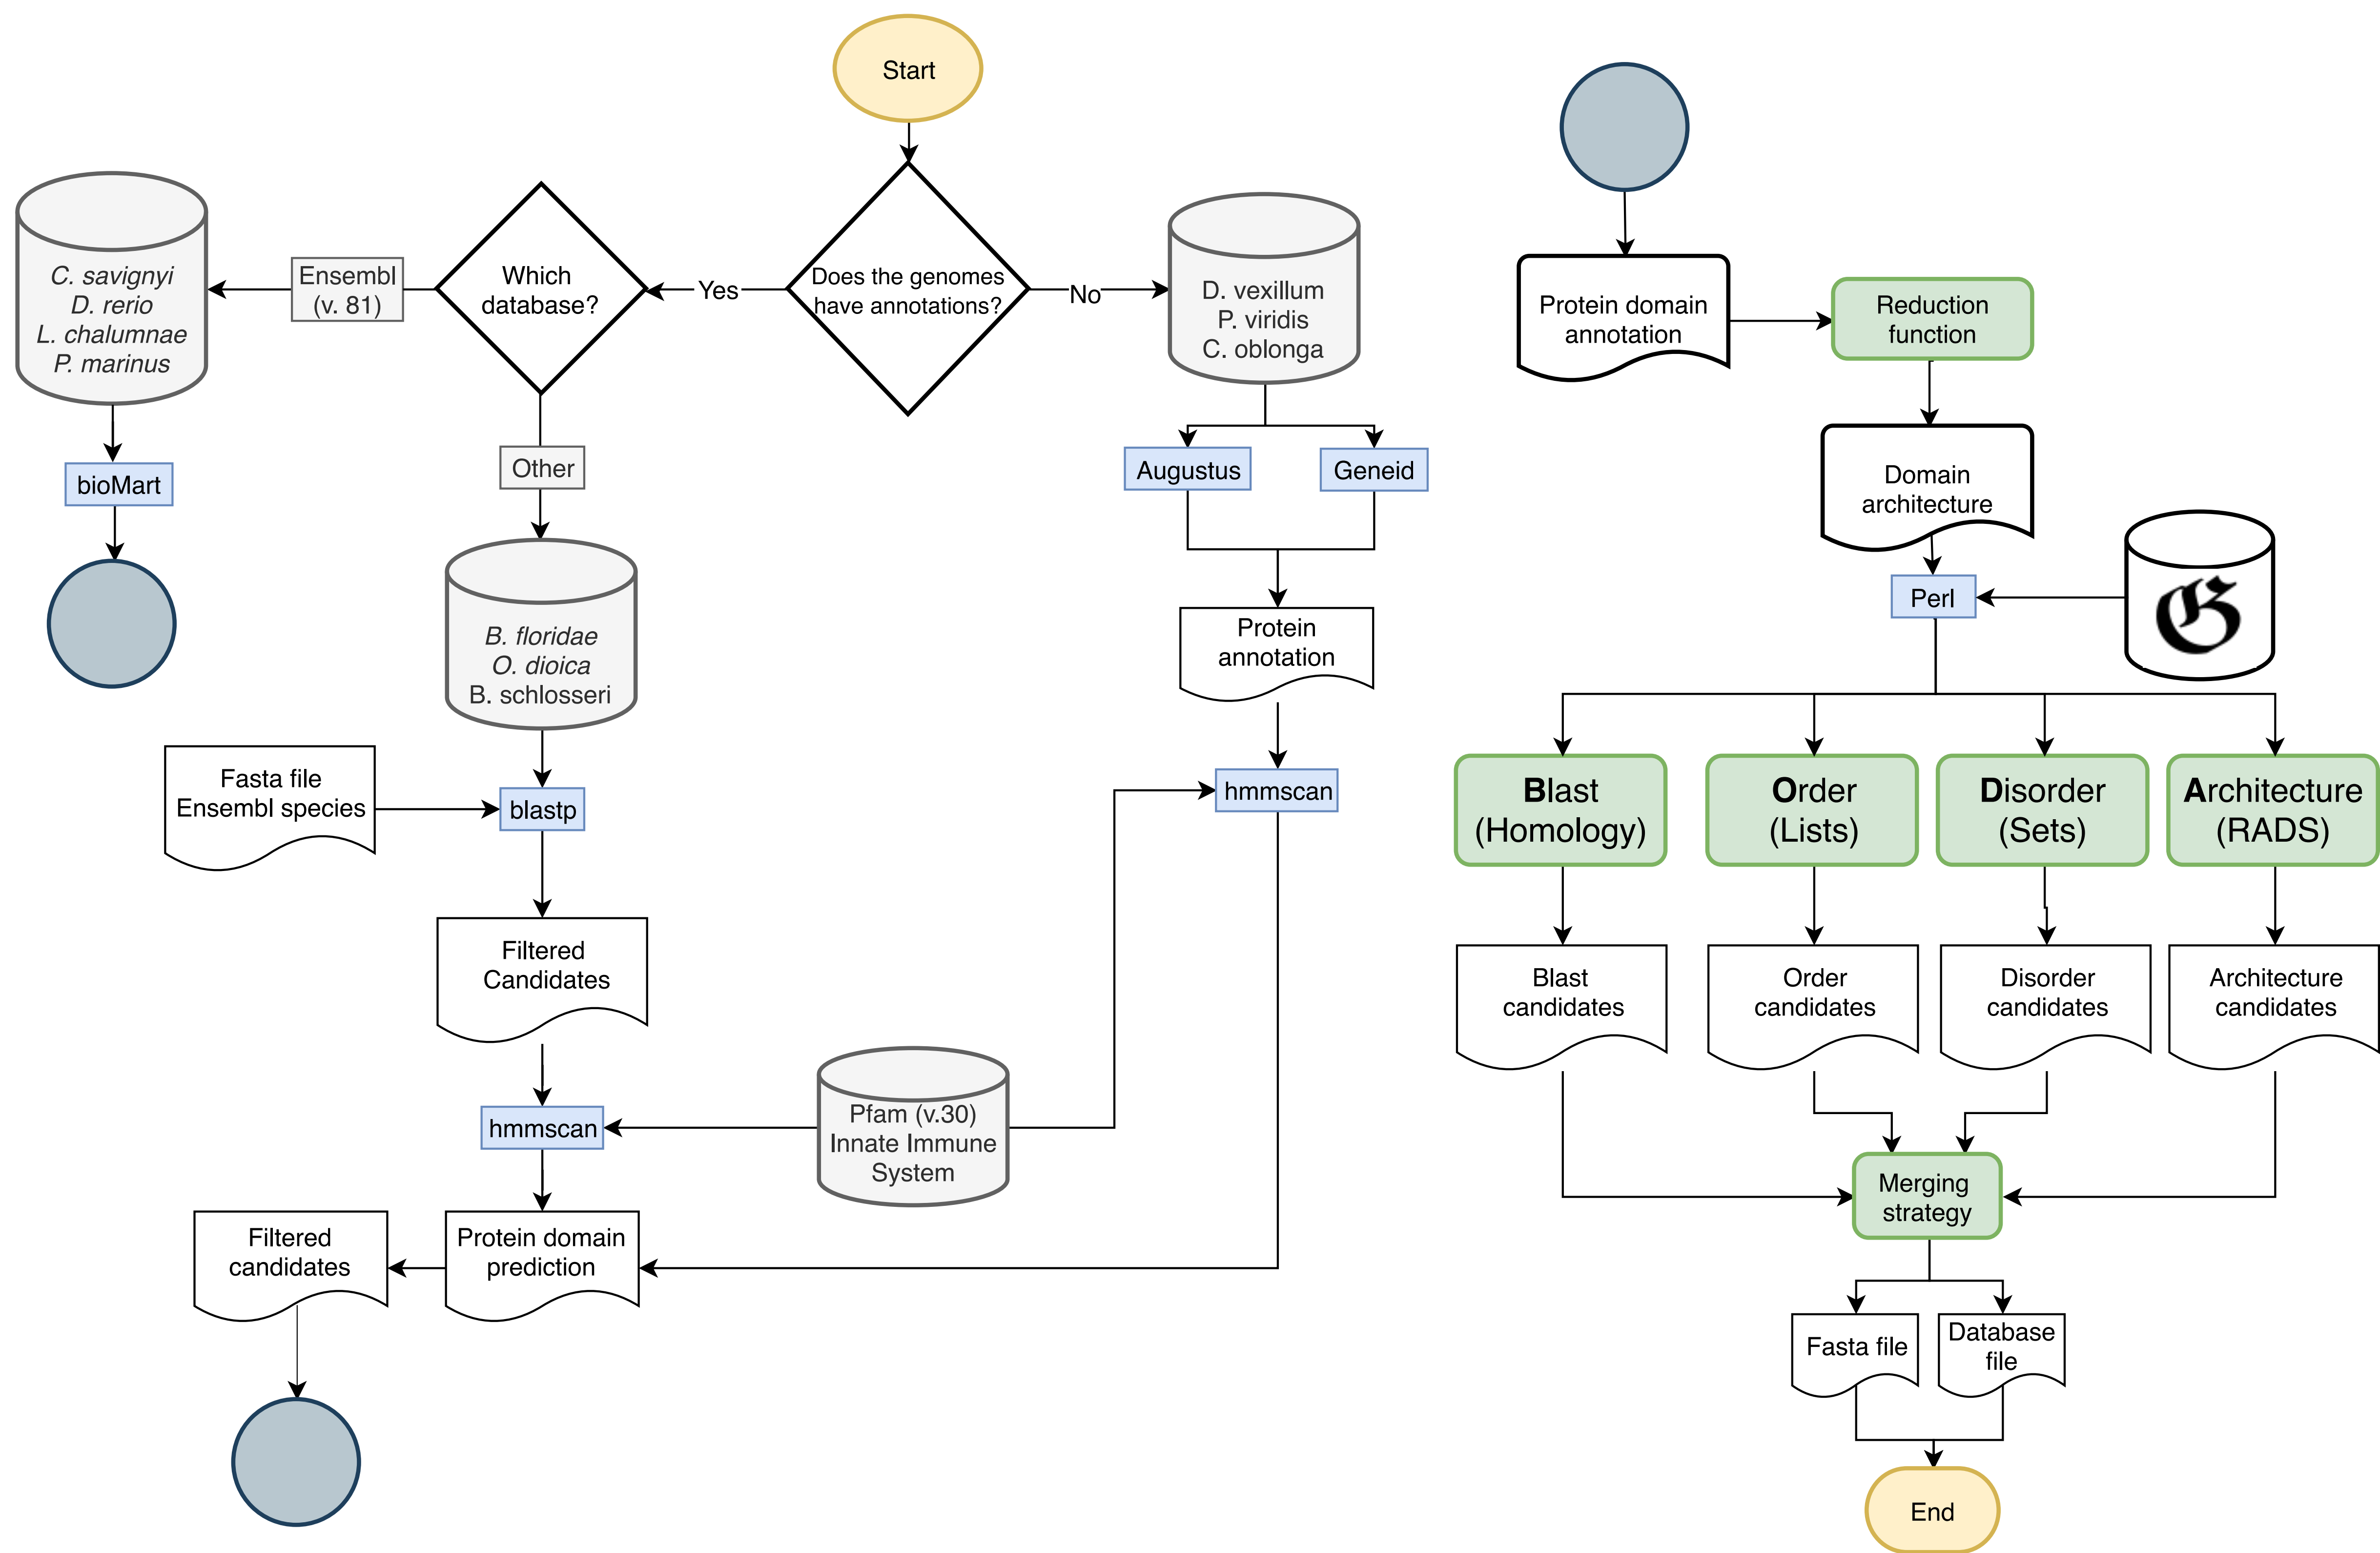 Start
Does the genomes
have annotations?
Yes
No
Which
database?
Ensembl
(v. 81)
C. savignyi
D. rerio
L. chalumnae
P. marinus
bioMart
Other
B. floridae
O. dioica
B. schlosseri
Fasta file
Ensembl species
blastp
Filtered
Candidates
hmmscan
Pfam (v.30)
Innate Immune
System
Protein domain
prediction
Filtered
candidates
D. vexillum
P. viridis
C. oblonga
Augustus
Geneid
Protein
annotation
hmmscan
Protein domain
annotation
Reduction
function
Domain
architecture
Perl
𝕲
Blast
(Homology)
Order
(Lists)
Disorder
(Sets)
Architecture
(RADS)
Blast
candidates
Order
candidates
Disorder
candidates
Architecture
candidates
Merging
strategy
Fasta file
Database
file
End